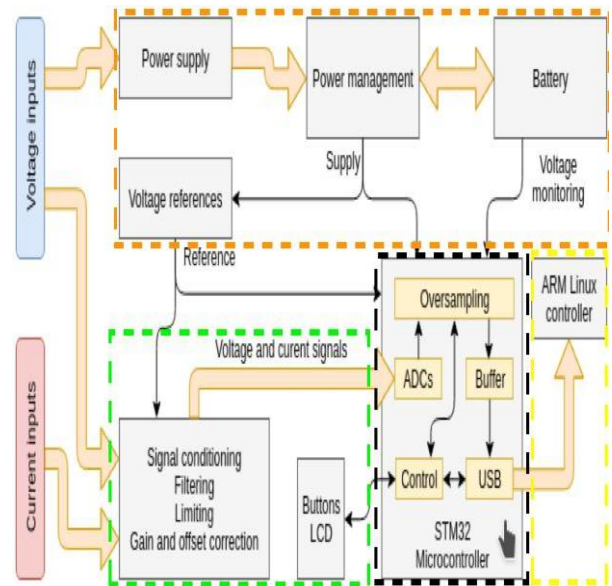 Voltage inputs
Power supply
Power management
Battery
Supply
Voltage
monitoring
Voltage references
Reference
Oversampling
ARM Linux
controller
Voltage and curent signals
ADCs
Buffer
Current inputs
Signal conditioning
Filtering
Limiting
Gain and offset correction
Buttons
LCD
Control
USB
STM32
Microcontroller